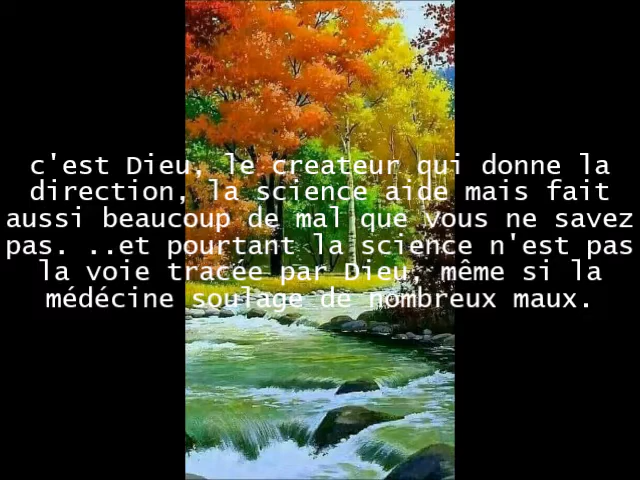 c'est Dieu, le createur qui donne la
direction, la science aide mais fait
aussi beaucoup de mal que vous ne savez
pas. ..et pourtant la science n'est pas
la voie tracée par Dieu, même si la
médécine soulage de nombreux maux.